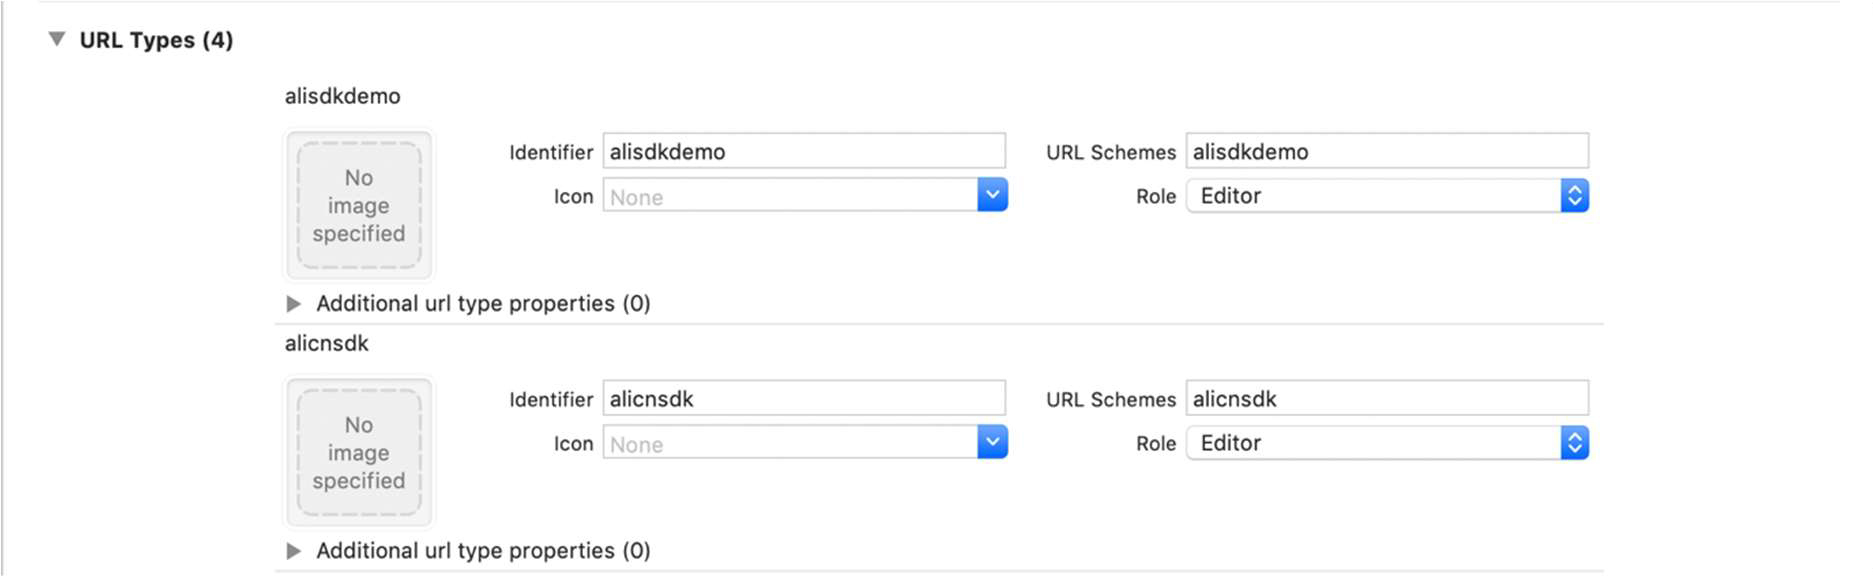 URL Types (4)
alisdkdemo
No
image
specified
Identifier alisdkdemo URL Schemes alisdkdemo
Icon None Role Editor
Additional url type properties (0)
alicnsdk
No
image
specified
Identifier alicnsdk URL Schemes alicnsdk
Icon None Role Editor
Additional url type properties (0)